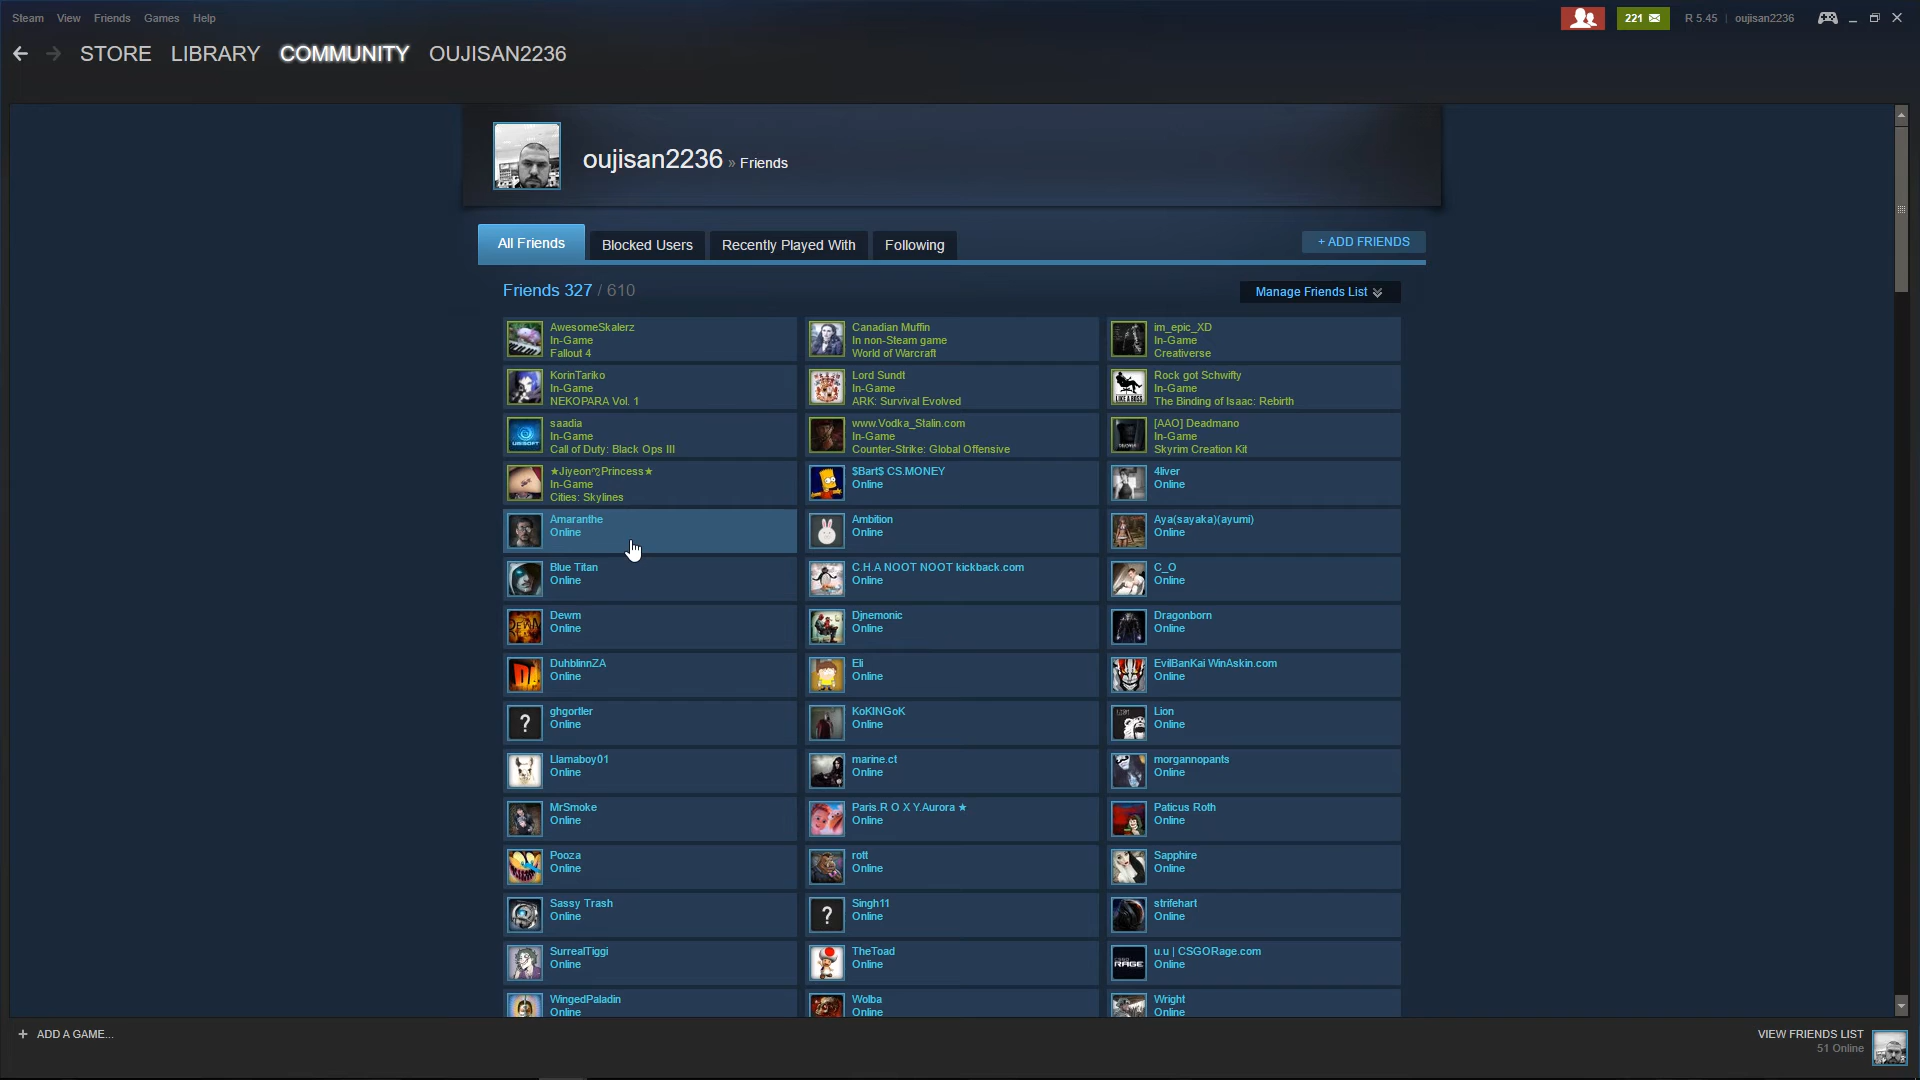 Steam View Friends Games Help
221
R 5.45 | oujisan2236
STORE LIBRARY COMMUNITY OUJISAN2236
oujisan2236 » Friends
All Friends Blocked Users Recently Played With Following
+ ADD FRIENDS
Friends 327 / 610
Manage Friends List
AwesomeSkalerz
In-Game
Fallout 4
Canadian Muffin
In non-Steam game
World of Warcraft
im_epic_XD
In-Game
Creativerse
KorinTariko
In-Game
NEKOPARA Vol. 1
Lord Sundt
In-Game
ARK: Survival Evolved
LIKE A BOSS
Rock got Schwifty
In-Game
The Binding of Isaac: Rebirth
UBISOFT
saadia
In-Game
Call of Duty: Black Ops III
www.Vodka_Stalin.com
In-Game
Counter-Strike: Global Offensive
[AAO] Deadmano
In-Game
Skyrim Creation Kit
In-Game
Cities: Skylines
$Bart$ CS.MONEY
Online
4liver
Online
Amaranthe
Online
Ambition
Online
Aya(sayaka)(ayumi)
Online
Blue Titan
Online
C.H.A NOOT NOOT kickback.com
Online
C_O
Online
Dewm
Online
Djnemonic
Online
Dragonborn
Online
DuhblinnZA
Online
Eli
Online
EvilBanKai WinAskin.com
Online
?
ghgortler
Online
KoKINGoK
Online
Lion
Online
Llamaboy01
Online
marine.ct
Online
morgannopants
Online
MrSmoke
Online
Paris.R O X Y.Aurora ★
Online
Paticus Roth
Online
Pooza
Online
rott
Online
Sapphire
Online
Sassy Trash
Online
?
Singh11
Online
strifehart
Online
SurrealTiggi
Online
TheToad
Online
RAGE
u.u | CSGORage.com
Online
WingedPaladin
Online
Wolba
Online
Wright
Online
+ ADD A GAME...
VIEW FRIENDS LIST
51 Online